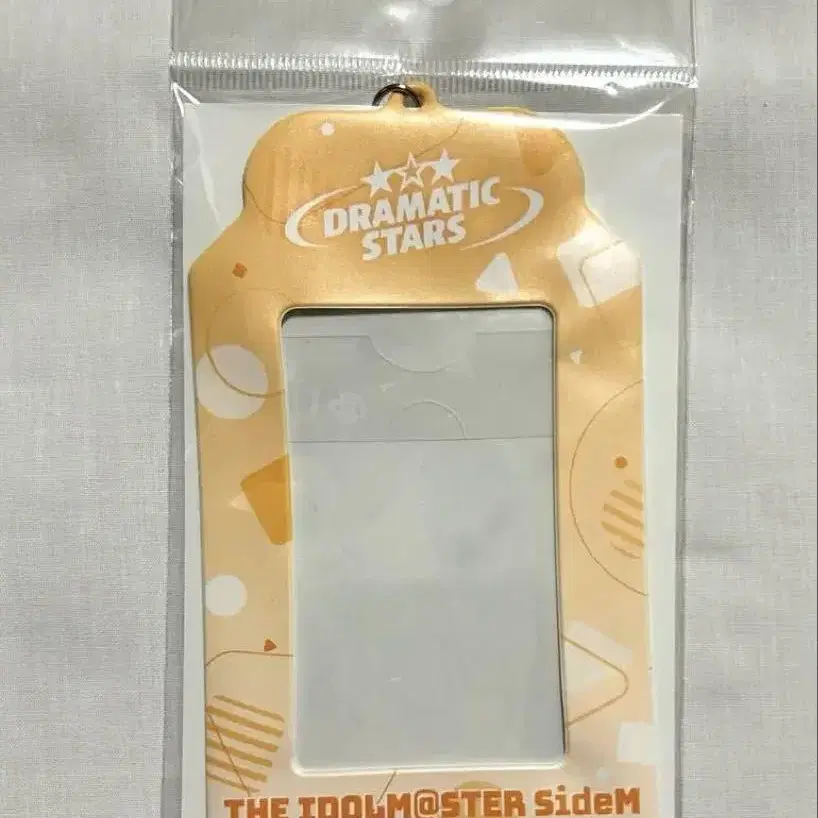 DRAMATIC
STARS
THE IDOLM@STER SideM